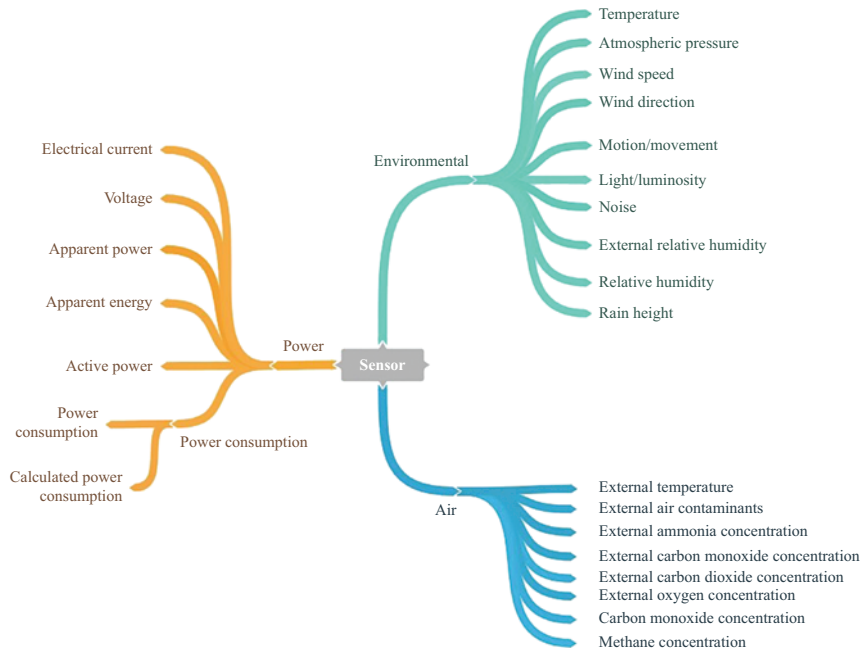 Temperature
Atmospheric pressure
Wind speed
Wind direction
Motion/movement
Light/luminosity
Noise
External relative humidity
Relative humidity
Rain height
Environmental
Electrical current
Voltage
Apparent power
Apparent energy
Active power
Power
consumption
Calculated power
consumption
Power consumption
Power
Sensor
Air
External temperature
External air contaminants
External ammonia concentration
External carbon monoxide concentration
External carbon dioxide concentration
External oxygen concentration
Carbon monoxide concentration
Methane concentration